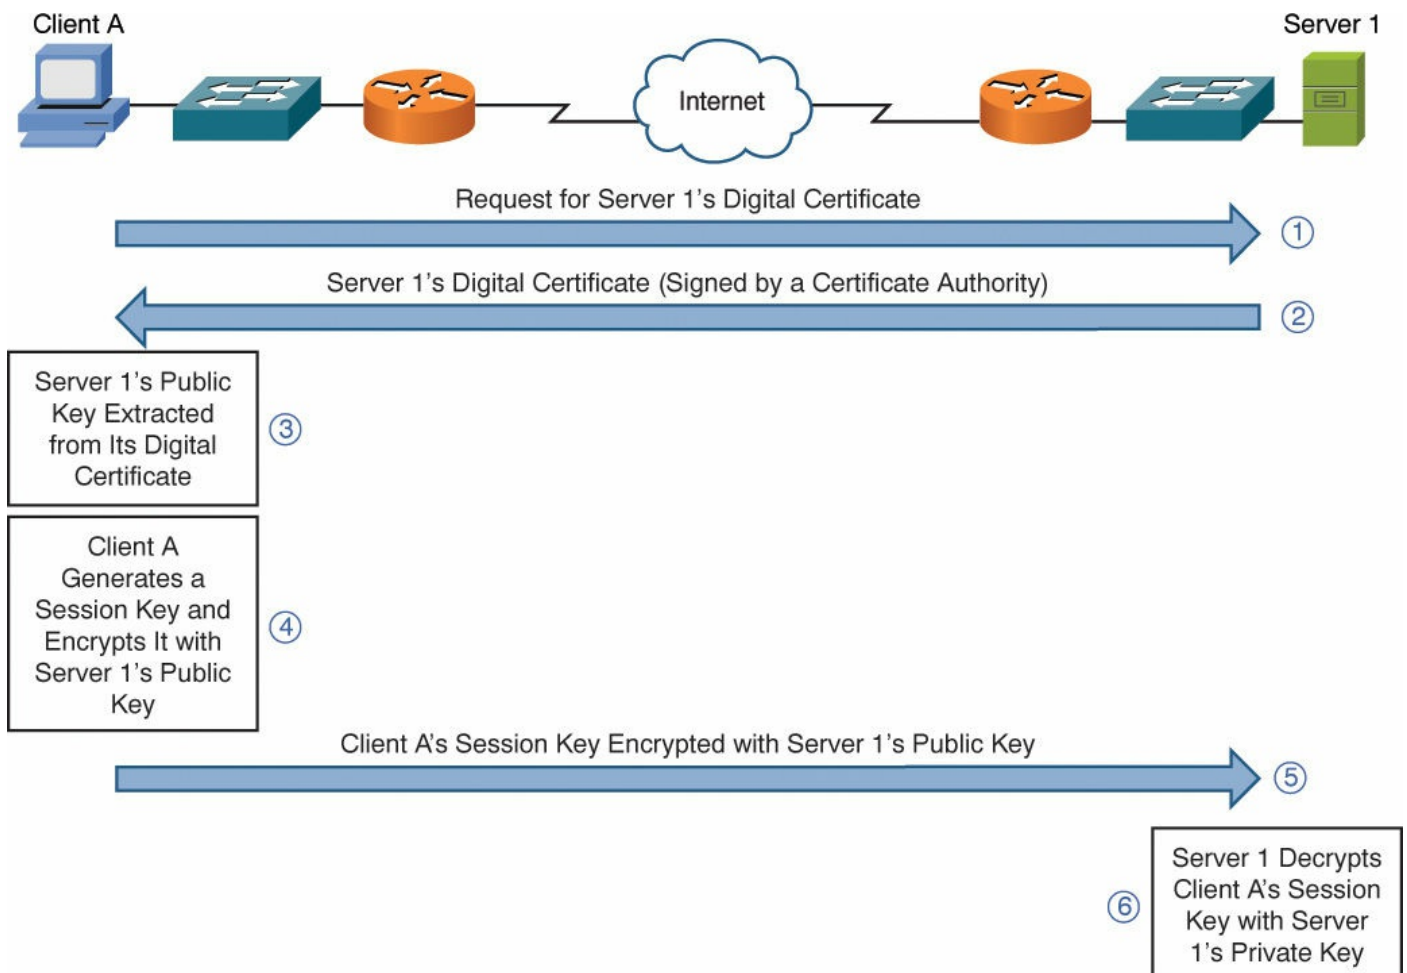 Client A
Server 1
Internet
Request for Server 1’s Digital Certificate
1
Server 1’s Digital Certificate (Signed by a Certificate Authority)
2
Server 1’s Public
Key Extracted
from Its Digital
Certificate
3
Client A
Generates a
Session Key and
Encrypts It with
Server 1’s Public
Key
4
Client A’s Session Key Encrypted with Server 1’s Public Key
5
Server 1 Decrypts
Client A’s Session
Key with Server
1’s Private Key
6